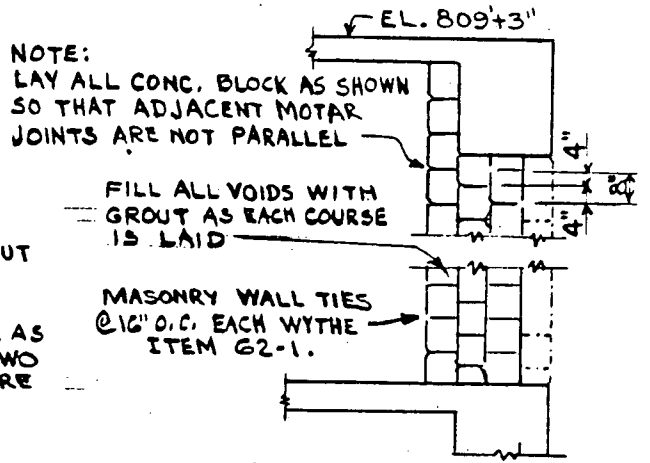 EL. 809'+3"
NOTE:
LAY ALL CONC. BLOCK AS SHOWN
SO THAT ADJACENT MOTAR
JOINTS ARE NOT PARALLEL
4"
8"
4"
FILL ALL VOIDS WITH
GROUT AS EACH COURSE
IS LAID
UT
MASONRY WALL TIES
@16" O.C. EACH WYTHE
ITEM G2-1.
AS
WO
RE